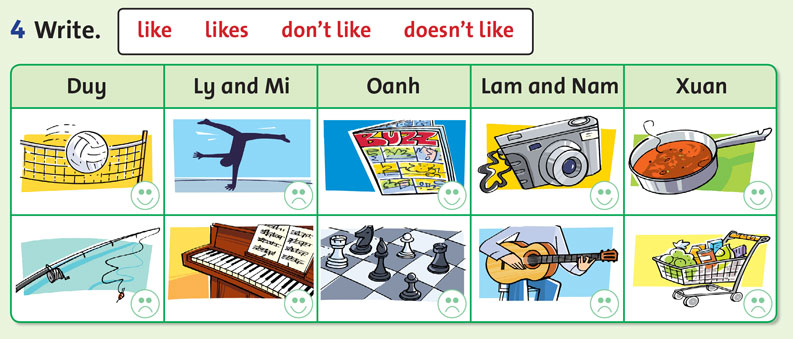 4 Write.
like likes don't like doesn't like
Duy Ly and Mi Oanh Lam and Nam Xuan
BUZZ